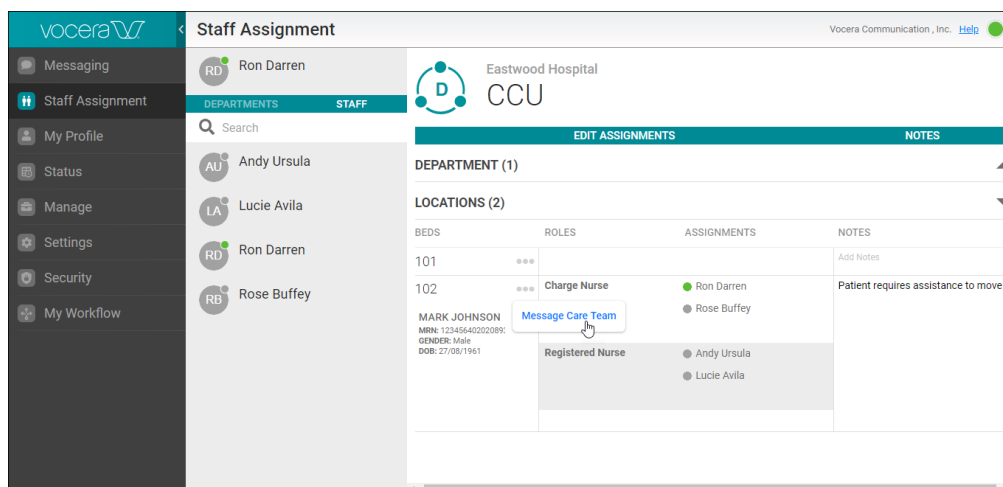 vocera
Staff Assignment
Vocera Communication , Inc. Help
Messaging
Staff Assignment
My Profile
Status
Manage
Settings
Security
My Workflow
RD Ron Darren
DEPARTMENTS STAFF
Search
AU Andy Ursula
LA Lucie Avila
RD Ron Darren
RB Rose Buffey
D
Eastwood Hospital
CCU
EDIT ASSIGNMENTS NOTES
DEPARTMENT (1)
LOCATIONS (2)
BEDS ROLES ASSIGNMENTS NOTES
101 Add Notes
102 Charge Nurse Ron Darren Patient requires assistance to move
Rose Buffey
MARK JOHNSON
Message Care Team
MRN: 12345640202089
GENDER: Male
DOB: 27/08/1961
Registered Nurse Andy Ursula
Lucie Avila